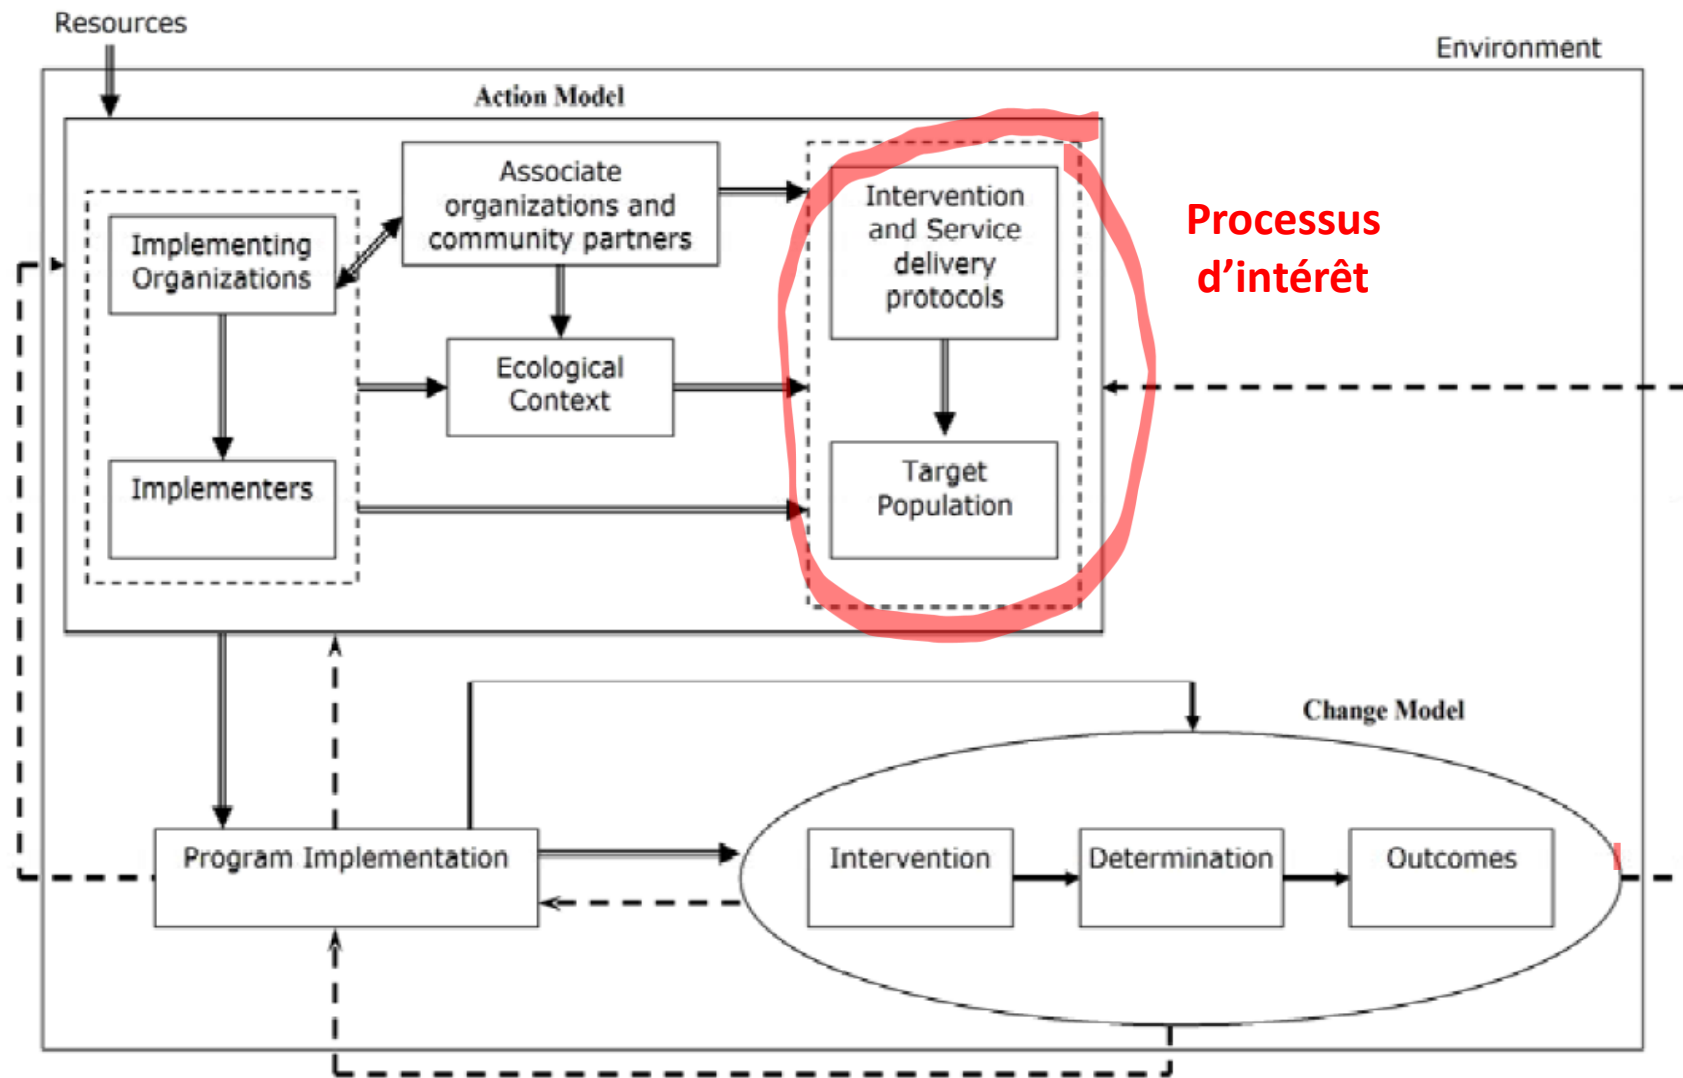 Resources
Environment
Action Model
Associate
organizations and
community partners
Intervention
and Service
delivery
protocols
Processus
d’intérêt
Implementing
Organizations
Ecological
Context
Implementers
Target
Population
Change Model
Program Implementation
Intervention
Determination
Outcomes